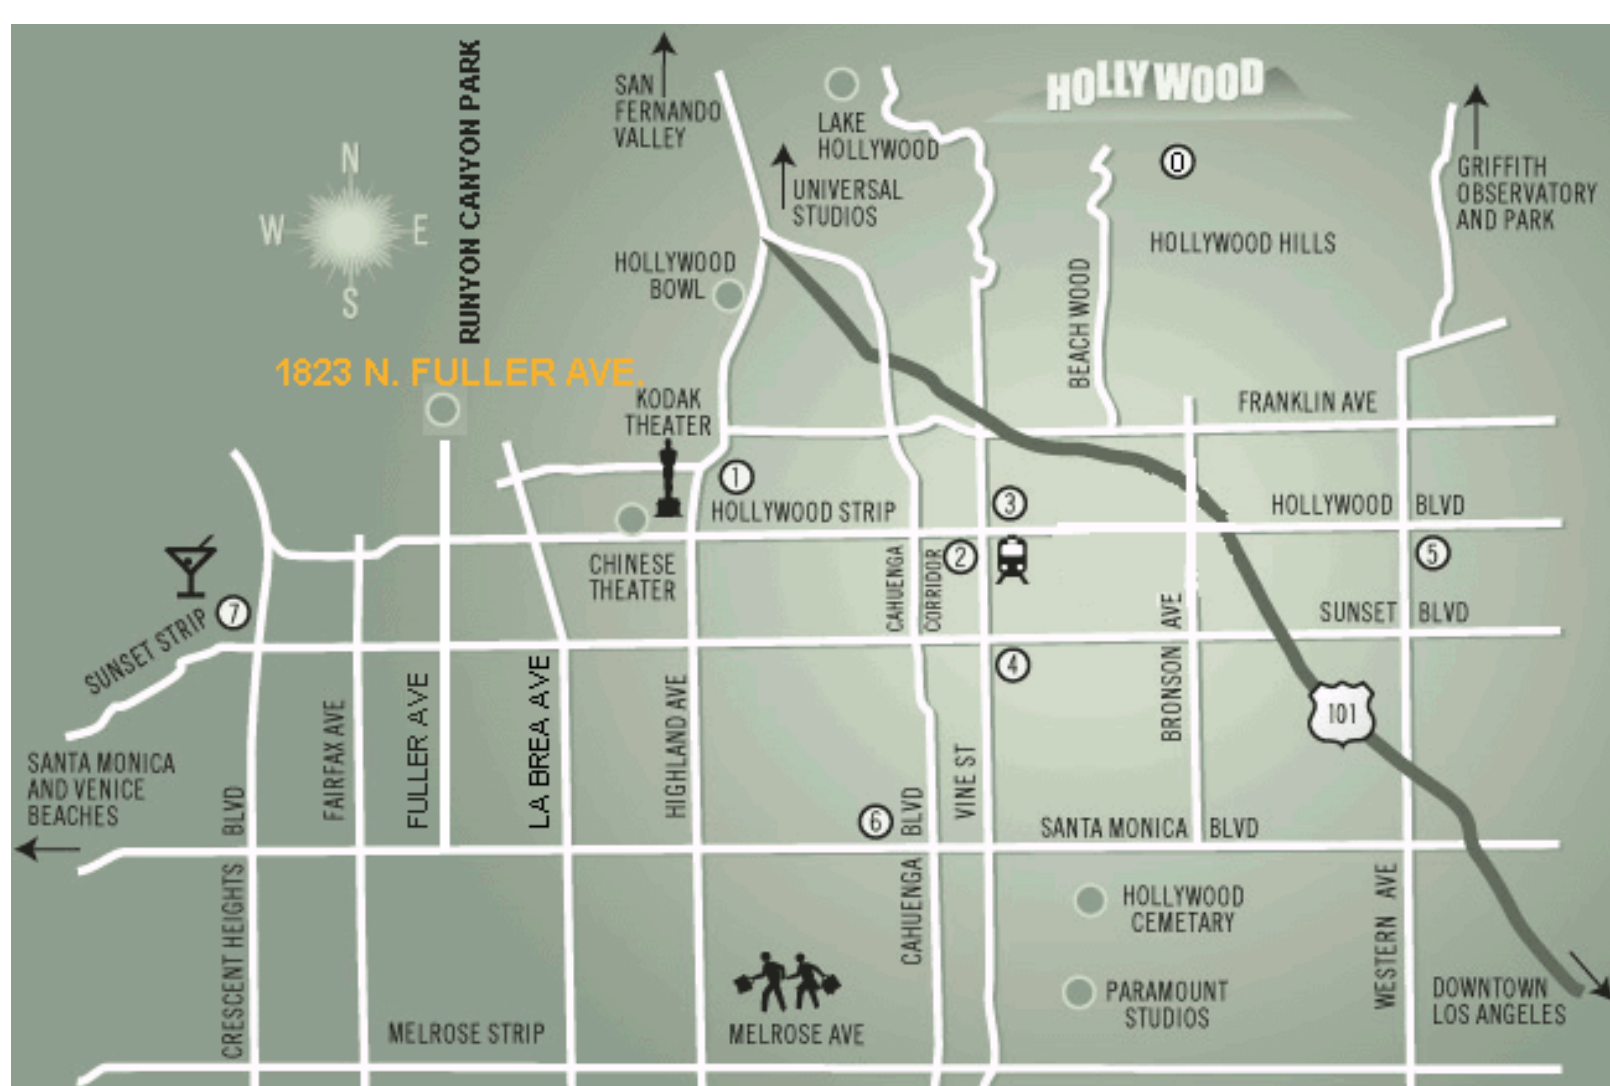 RUNYON CANYON PARK
SAN
FERNANDO
VALLEY
LAKE
HOLLYWOOD
HOLLYWOOD
0
GRIFFITH
OBSERVATORY
AND PARK
UNIVERSAL
STUDIOS
N
W
E
S
HOLLYWOOD HILLS
HOLLYWOOD
BOWL
BEACHWOOD
1823 N. FULLER AVE.
KODAK
THEATER
FRANKLIN AVE
1
HOLLYWOOD STRIP
3
HOLLYWOOD BLVD
CHINESE
THEATER
CAHUENGA
CORRIDOR
2
5
7
SUNSET STRIP
SUNSET BLVD
4
BRONSON AVE
101
FAIRFAX AVE
FULLER AVE
LA BREA AVE
HIGHLAND AVE
VINE ST
SANTA MONICA
AND VENICE
BEACHES
CRESCENT HEIGHTS BLVD
6
CAHUENGA BLVD
SANTA MONICA BLVD
HOLLYWOOD
CEMETARY
WESTERN AVE
PARAMOUNT
STUDIOS
DOWNTOWN
LOS ANGELES
MELROSE STRIP
MELROSE AVE